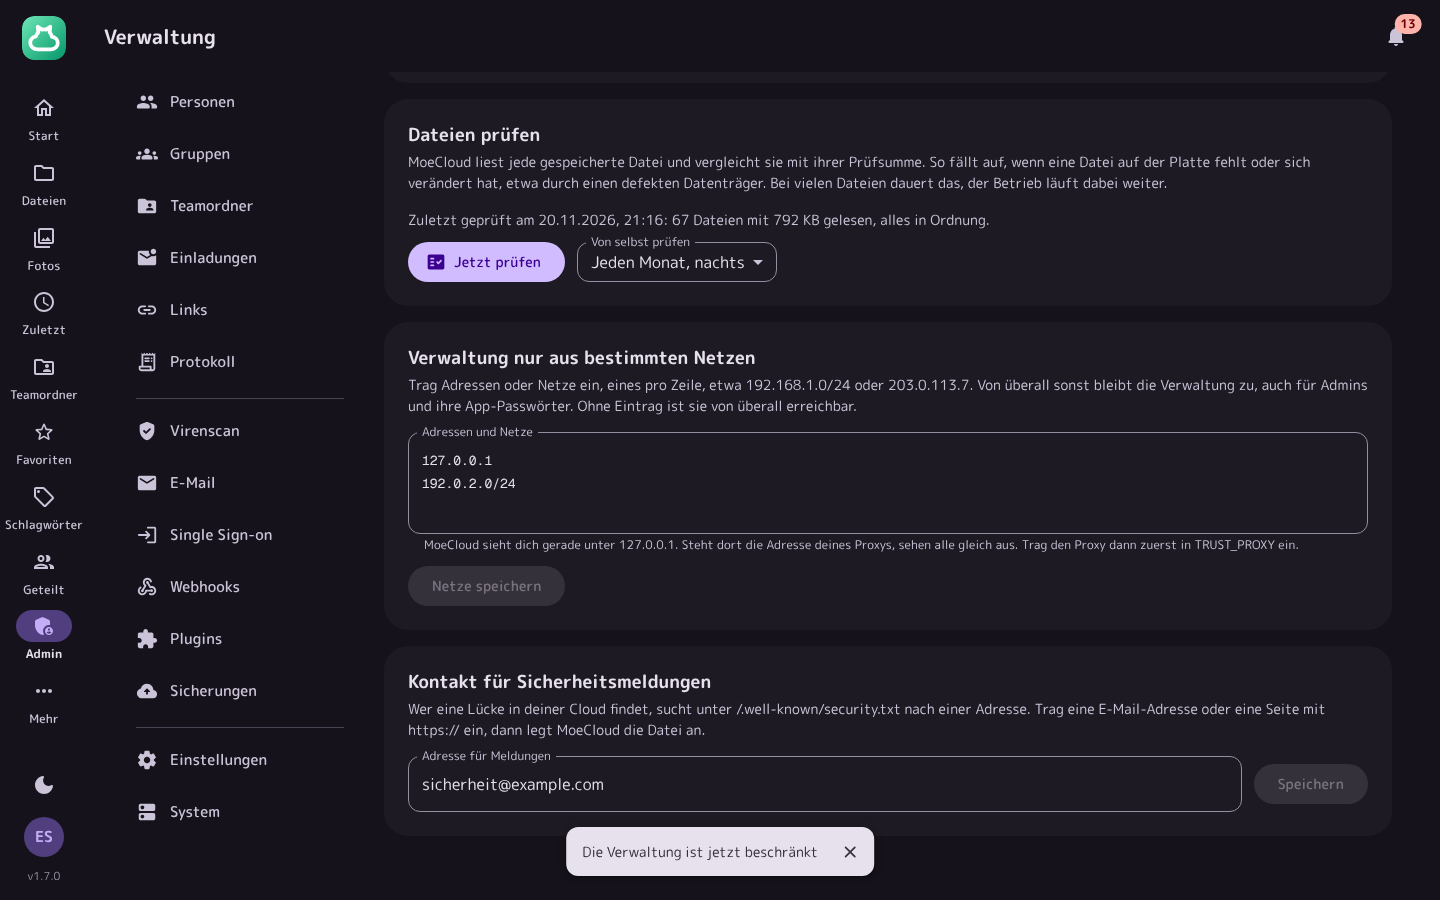 Verwaltung
13
Start
Dateien
Fotos
Zuletzt
Teamordner
Favoriten
Schlagwörter
Geteilt
Admin
Mehr
ES
v1.7.0
Personen
Gruppen
Teamordner
Einladungen
Links
Protokoll
Virenscan
E-Mail
Single Sign-on
Webhooks
Plugins
Sicherungen
Einstellungen
System
Dateien prüfen
MoeCloud liest jede gespeicherte Datei und vergleicht sie mit ihrer Prüfsumme. So fällt auf, wenn eine Datei auf der Platte fehlt oder sich
verändert hat, etwa durch einen defekten Datenträger. Bei vielen Dateien dauert das, der Betrieb läuft dabei weiter.
Zuletzt geprüft am 20.11.2026, 21:16: 67 Dateien mit 792 KB gelesen, alles in Ordnung.
Jetzt prüfen
Von selbst prüfen
Jeden Monat, nachts
Verwaltung nur aus bestimmten Netzen
Trag Adressen oder Netze ein, eines pro Zeile, etwa 192.168.1.0/24 oder 203.0.113.7. Von überall sonst bleibt die Verwaltung zu, auch für Admins
und ihre App-Passwörter. Ohne Eintrag ist sie von überall erreichbar.
Adressen und Netze
127.0.0.1
192.0.2.0/24
MoeCloud sieht dich gerade unter 127.0.0.1. Steht dort die Adresse deines Proxys, sehen alle gleich aus. Trag den Proxy dann zuerst in TRUST_PROXY ein.
Netze speichern
Kontakt für Sicherheitsmeldungen
Wer eine Lücke in deiner Cloud findet, sucht unter /.well-known/security.txt nach einer Adresse. Trag eine E-Mail-Adresse oder eine Seite mit
https:// ein, dann legt MoeCloud die Datei an.
Adresse für Meldungen
sicherheit@example.com
Speichern
Die Verwaltung ist jetzt beschränkt